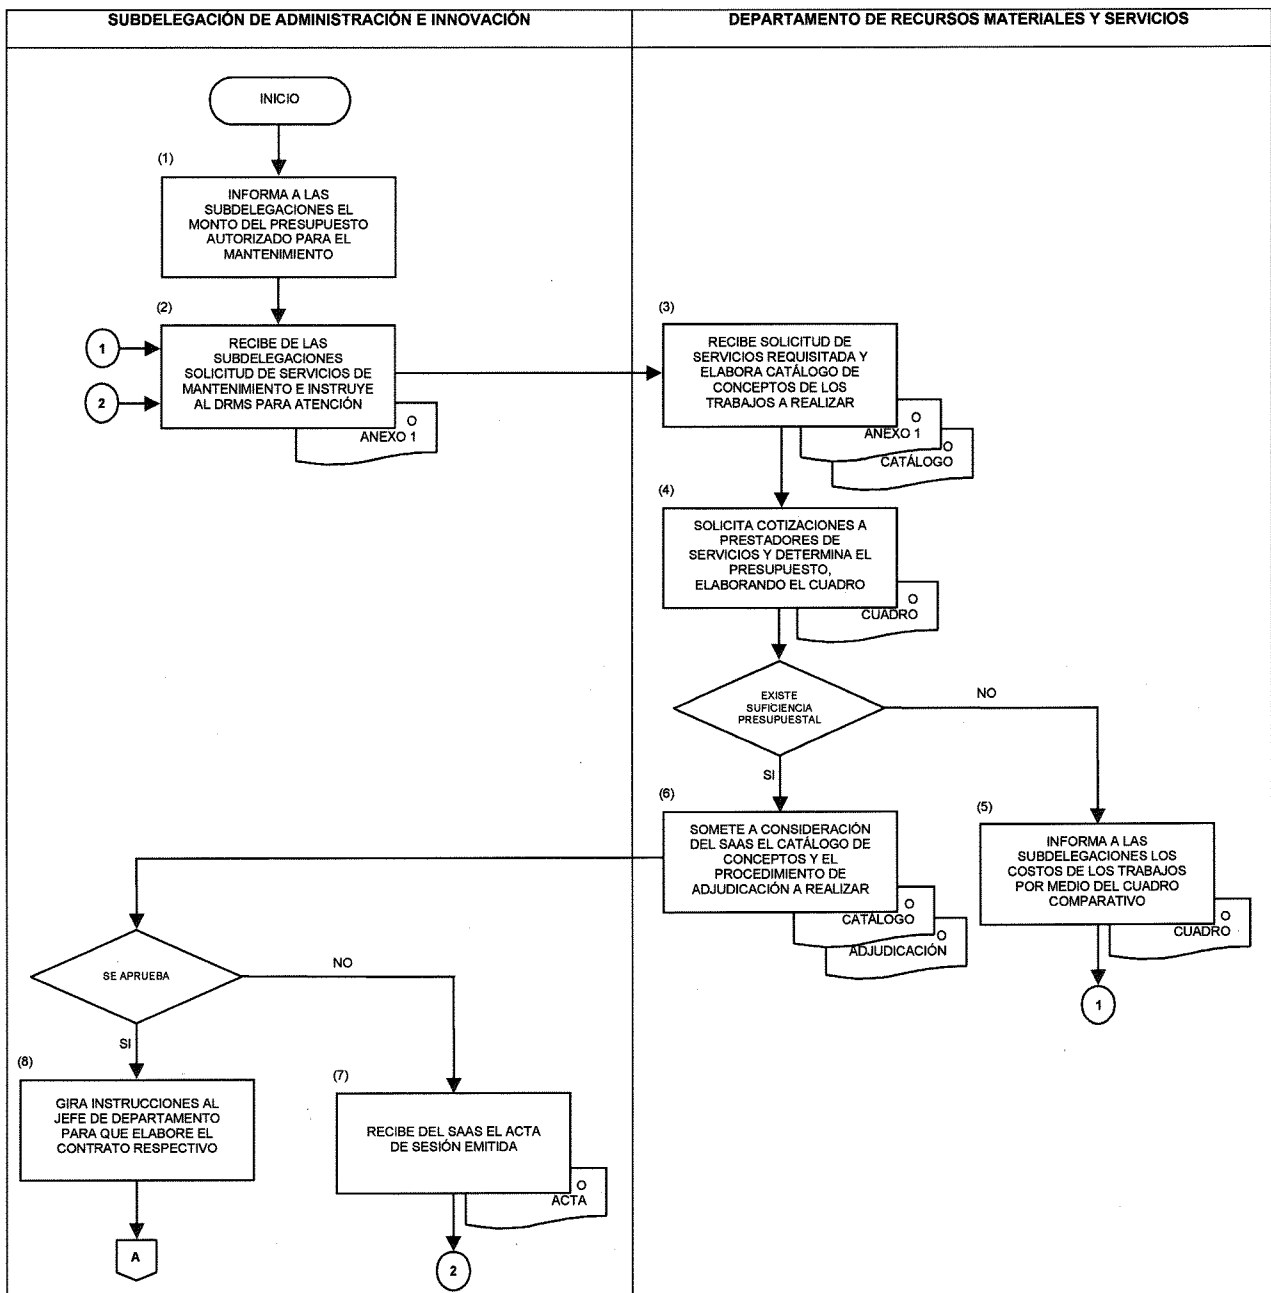 SUBDELEGACIÓN DE ADMINISTRACIÓN E INNOVACIÓN
DEPARTAMENTO DE RECURSOS MATERIALES Y SERVICIOS
INICIO
(1)
INFORMA A LAS
SUBDELEGACIONES EL
MONTO DEL PRESUPUESTO
AUTORIZADO PARA EL
MANTENIMIENTO
(2)
1
2
RECIBE DE LAS
SUBDELEGACIONES
SOLICITUD DE SERVICIOS DE
MANTENIMIENTO E INSTRUYE
AL DRMS PARA ATENCIÓN
O
ANEXO 1
(3)
RECIBE SOLICITUD DE
SERVICIOS REQUISITADA Y
ELABORA CATÁLOGO DE
CONCEPTOS DE LOS
TRABAJOS A REALIZAR
O
ANEXO 1
O
CATÁLOGO
(4)
SOLICITA COTIZACIONES A
PRESTADORES DE
SERVICIOS Y DETERMINA EL
PRESUPUESTO,
ELABORANDO EL CUADRO
O
CUADRO
EXISTE
SUFICIENCIA
PRESUPUESTAL
NO
SI
(6)
SOMETE A CONSIDERACIÓN
DEL SAAS EL CATÁLOGO DE
CONCEPTOS Y EL
PROCEDIMIENTO DE
ADJUDICACIÓN A REALIZAR
O
CATÁLOGO
O
ADJUDICACIÓN
(5)
INFORMA A LAS
SUBDELEGACIONES LOS
COSTOS DE LOS TRABAJOS
POR MEDIO DEL CUADRO
COMPARATIVO
O
CUADRO
1
SE APRUEBA
NO
SI
(8)
GIRA INSTRUCCIONES AL
JEFE DE DEPARTAMENTO
PARA QUE ELABORE EL
CONTRATO RESPECTIVO
A
(7)
RECIBE DEL SAAS EL ACTA
DE SESIÓN EMITIDA
O
ACTA
2